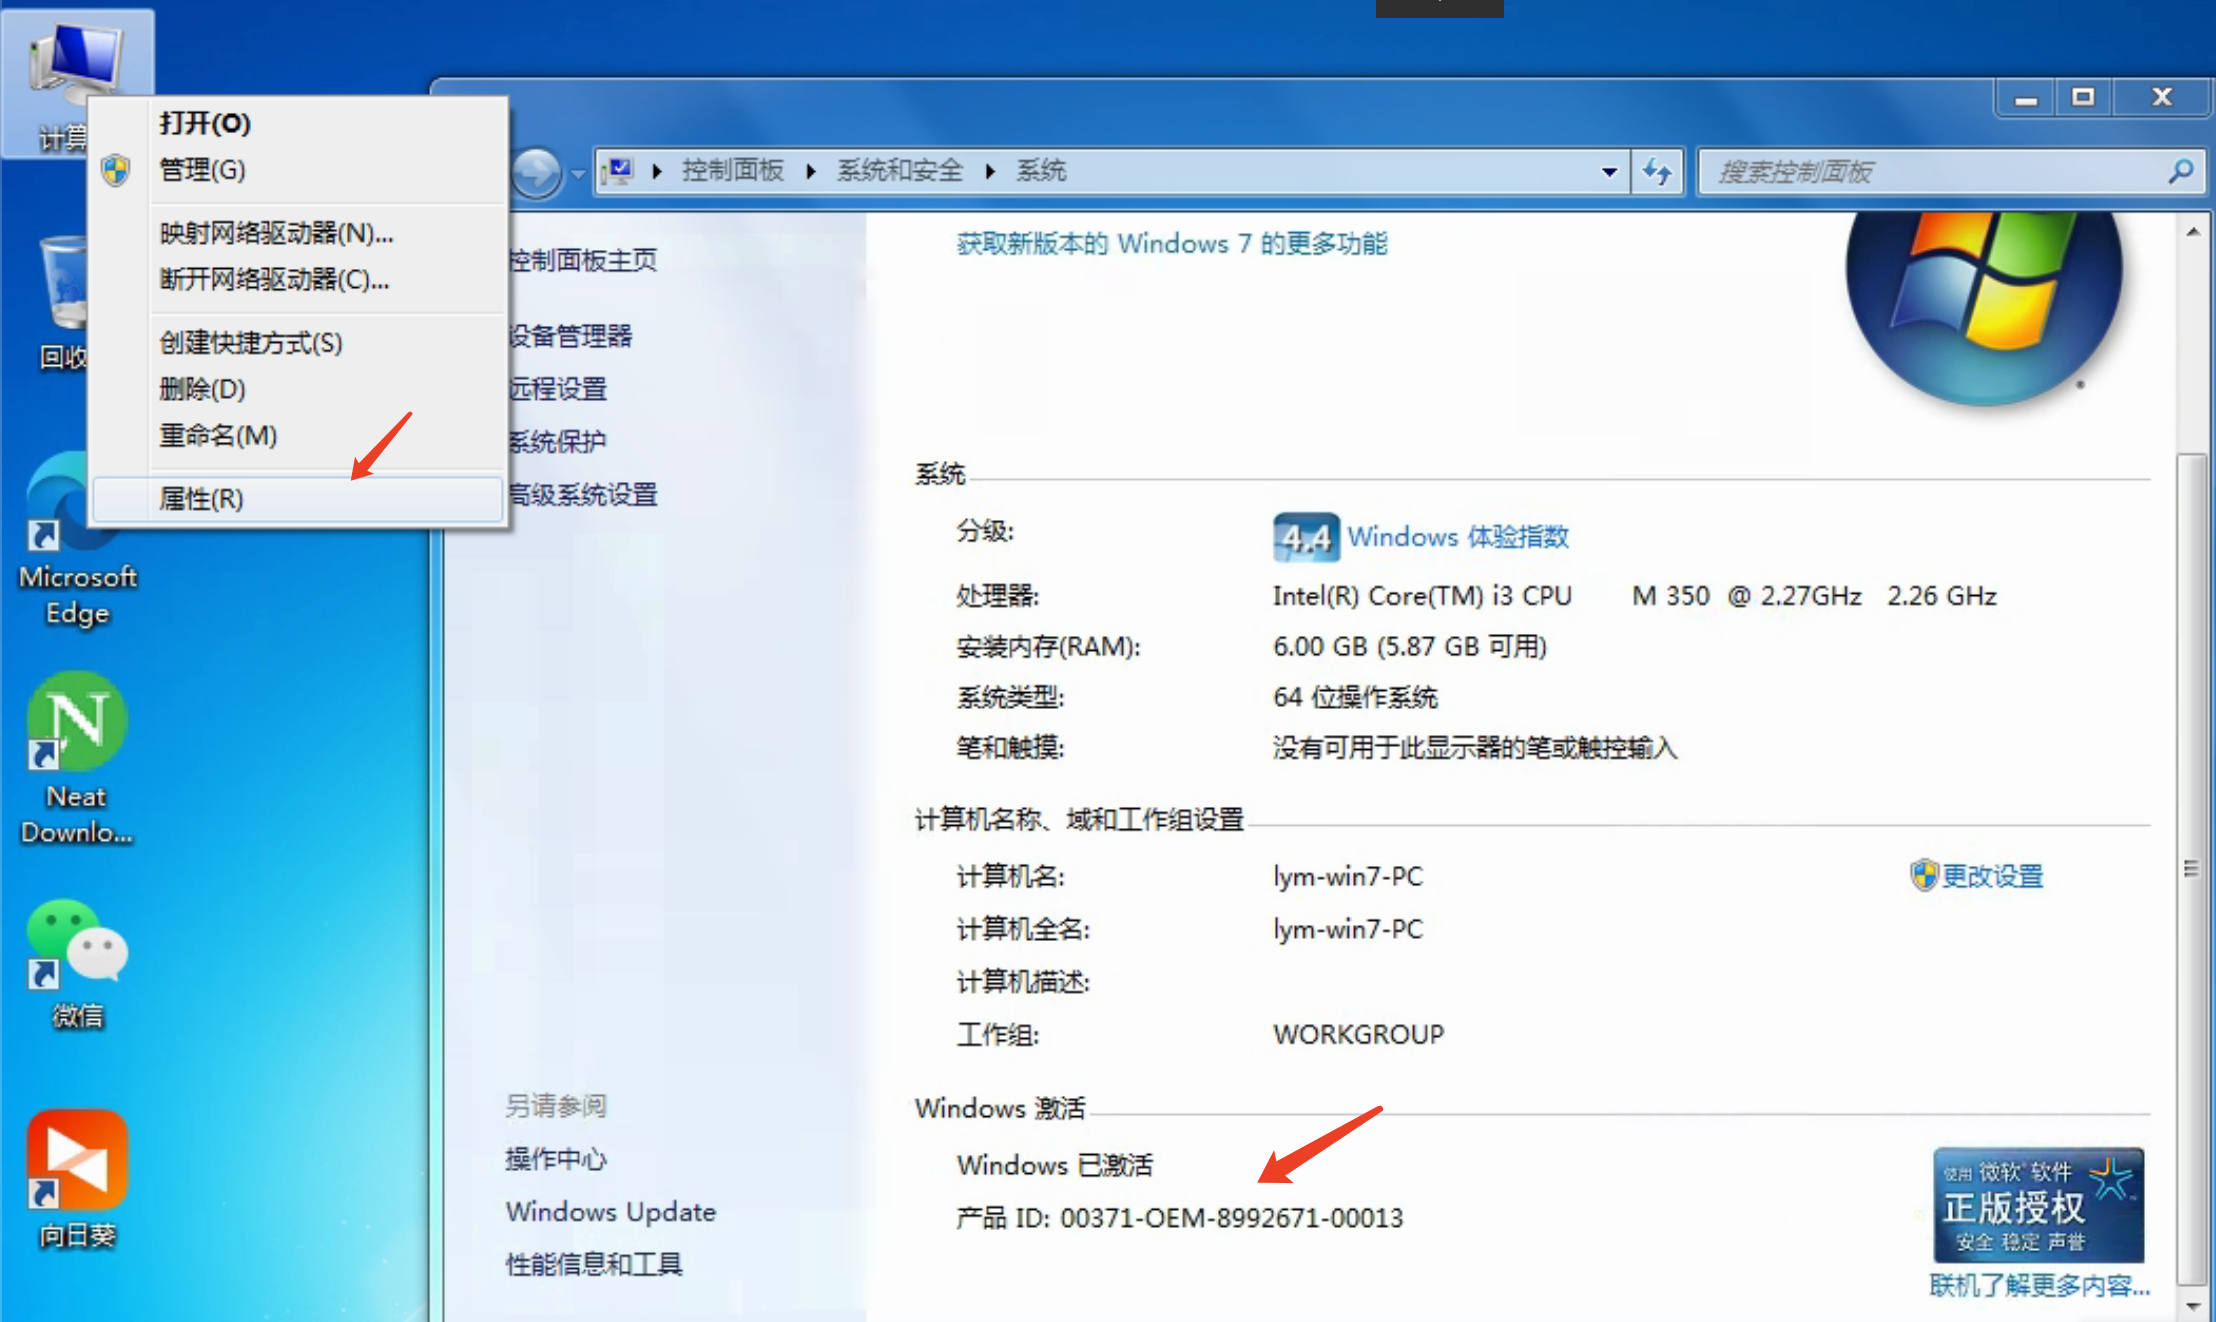 计算
打开(O)
管理(G)
映射网络驱动器(N)...
断开网络驱动器(C)...
创建快捷方式(S)
删除(D)
重命名(M)
属性(R)
回收
Microsoft
Edge
Neat
Downlo...
微信
向日葵
控制面板 系统和安全 系统
搜索控制面板
控制面板主页
设备管理器
远程设置
系统保护
高级系统设置
另请参阅
操作中心
Windows Update
性能信息和工具
获取新版本的 Windows 7 的更多功能
系统
分级: 4.4 Windows 体验指数
处理器: Intel(R) Core(TM) i3 CPU M 350 @ 2.27GHz 2.26 GHz
安装内存(RAM): 6.00 GB (5.87 GB 可用)
系统类型: 64 位操作系统
笔和触摸: 没有可用于此显示器的笔或触控输入
计算机名称、域和工作组设置
计算机名: lym-win7-PC 更改设置
计算机全名: lym-win7-PC
计算机描述:
工作组: WORKGROUP
Windows 激活
Windows 已激活
产品 ID: 00371-OEM-8992671-00013
使用 微软 软件
正版授权
安全 稳定 声誉
联机了解更多内容...